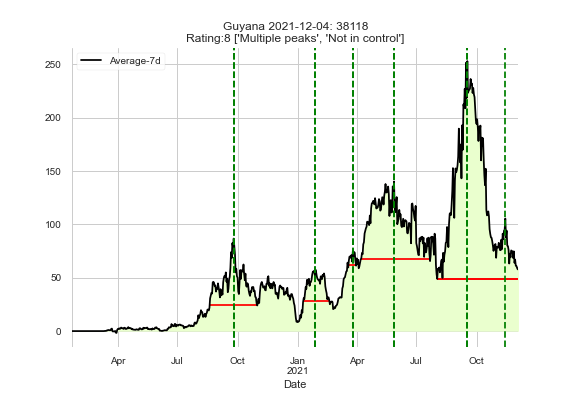 Guyana 2021-12-04: 38118
Rating:8 ['Multiple peaks', 'Not in control']
Average-7d
250
200
150
100
50
0
Apr Jul Oct Jan Apr Jul Oct
2021
Date